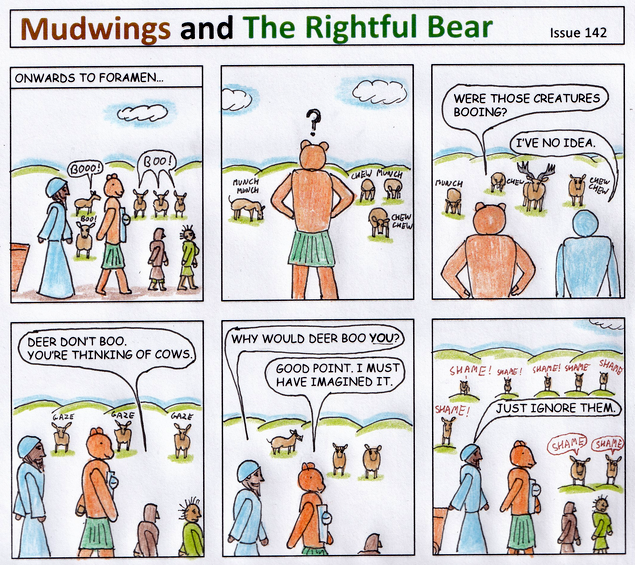 Mudwings and The Rightful Bear
Issue 142
ONWARDS TO FORAMEN...
BOOO!
BOO!
BOO!
?
MUNCH
MUNCH
CHEW MUNCH
CHEW
CHEW
WERE THOSE CREATURES
BOOING?
I'VE NO IDEA.
MUNCH
CHEW
CHEW
CHEW
DEER DON'T BOO.
YOU'RE THINKING OF COWS.
GAZE
GAZE
GAZE
WHY WOULD DEER BOO YOU?
GOOD POINT. I MUST
HAVE IMAGINED IT.
SHAME!
SHAME!
SHAME!
SHAME!
SHAME!
SHAME!
JUST IGNORE THEM.
SHAME
SHAME